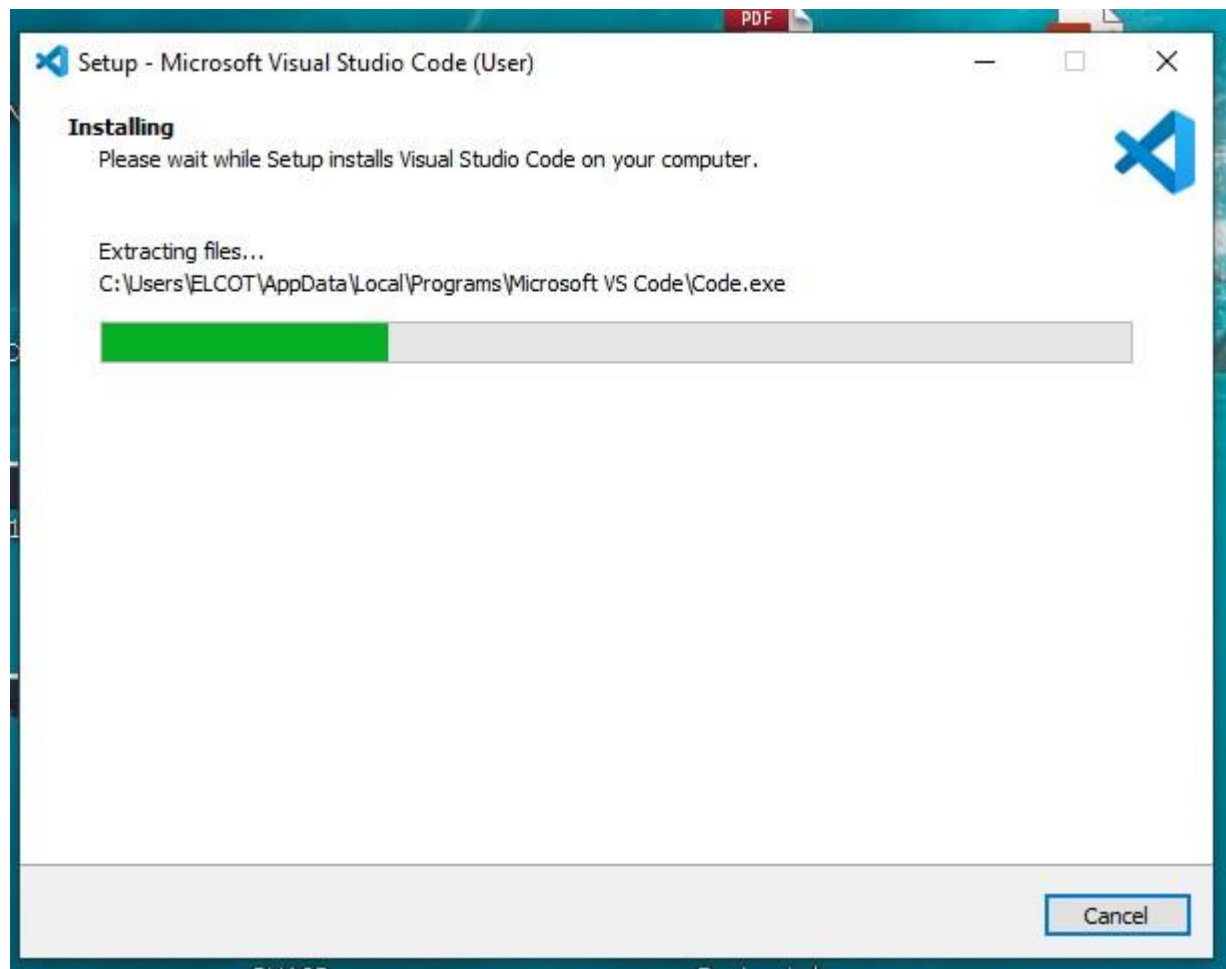 PDF
Setup - Microsoft Visual Studio Code (User)
Installing
Please wait while Setup installs Visual Studio Code on your computer.
Extracting files...
C:\Users\ELCOT\AppData\Local\Programs\Microsoft VS Code\Code.exe
Cancel